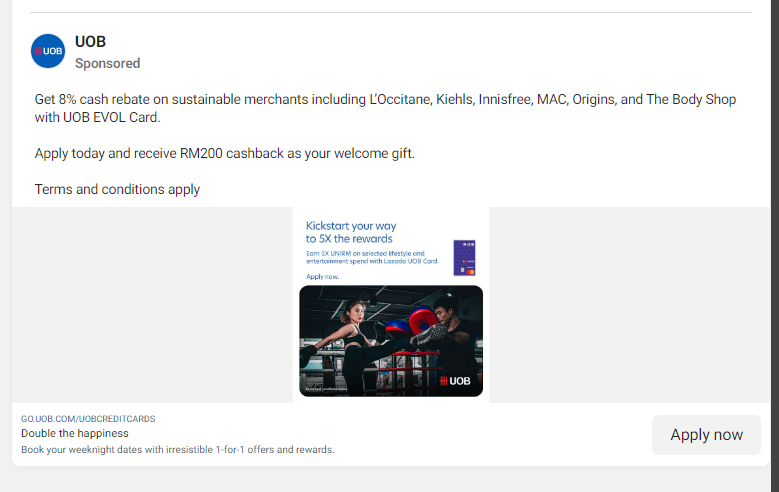 UOB
UOB
Sponsored
Get 8% cash rebate on sustainable merchants including L'Occitane, Kiehls, Innisfree, MAC, Origins, and The Body Shop
with UOB EVOL Card.
Apply today and receive RM200 cashback as your welcome gift.
Terms and conditions apply
Kickstart your way
to 5X the rewards
Earn 5X UNIRM on selected lifestyle and
entertainment spend with Lazada UOB Card.
Apply now.
UOB
UOB
GO.UOB.COM/UOBCREDITCARDS
Double the happiness
Book your weeknight dates with irresistible 1-for-1 offers and rewards.
Apply now